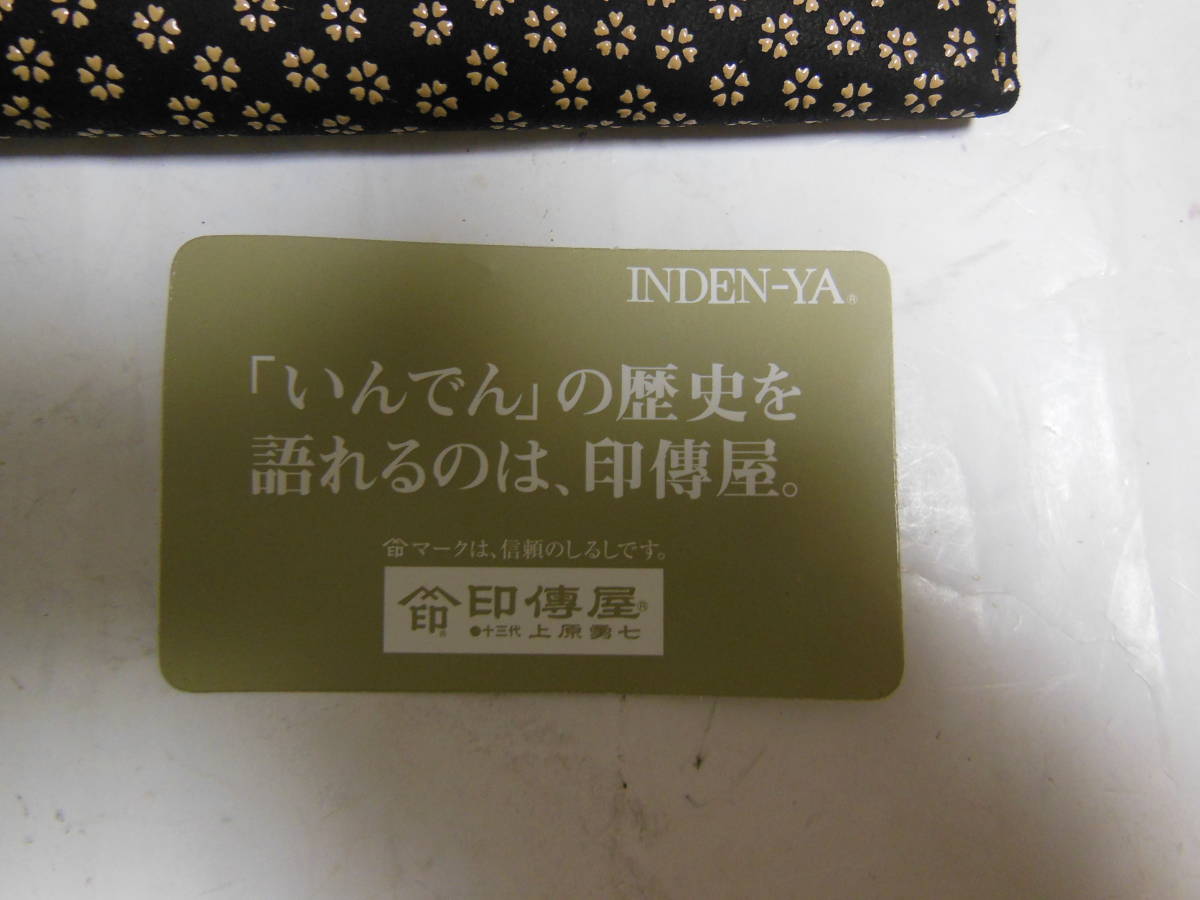 INDEN-YA®
「いんでん」の歴史を
語れるのは、印傳屋。
印マークは、信頼のしるしです。
印® 印傳屋®
●十三代 上原勇七